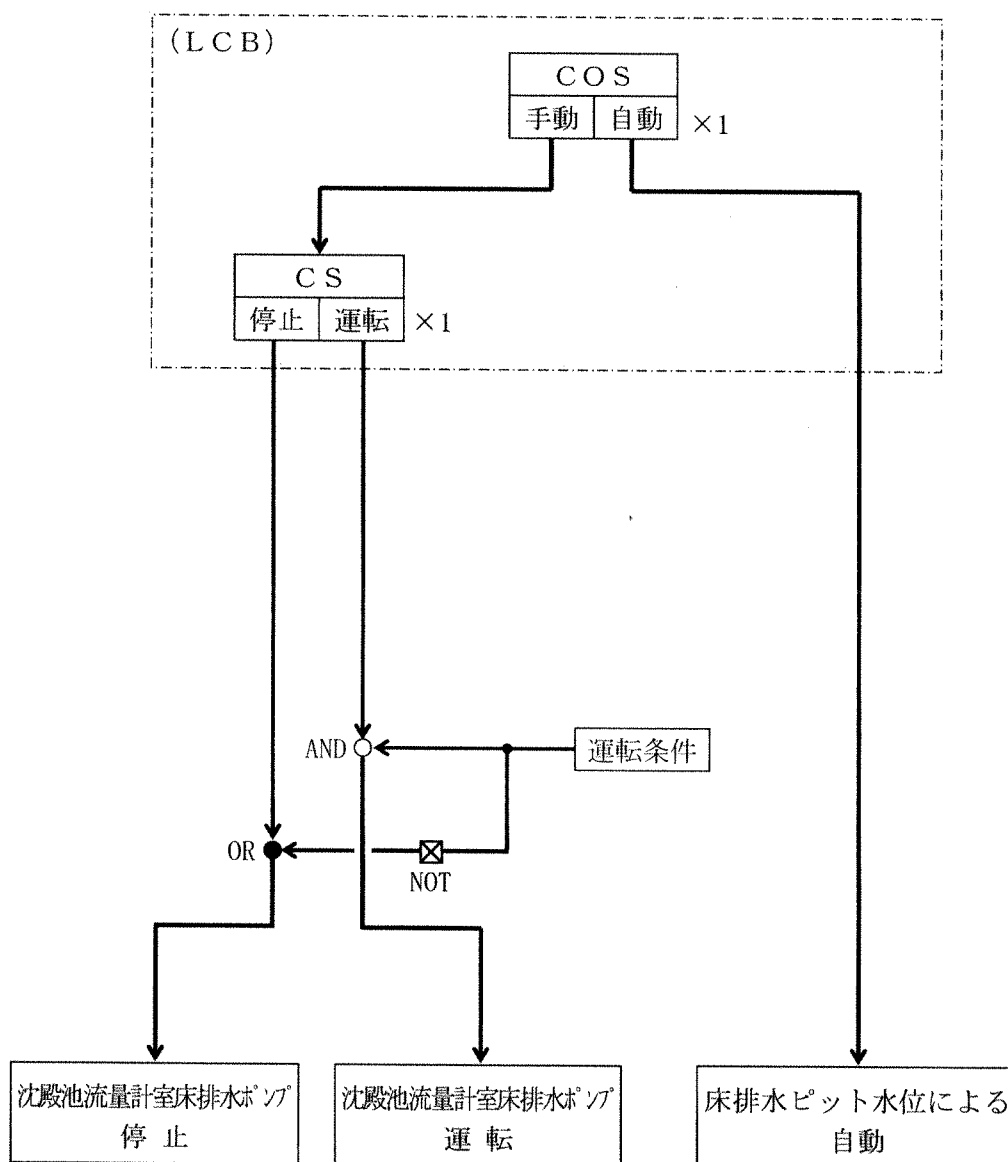 (LCB)
COS
手動 自動 ×1
CS
停止 運転 ×1
AND
運転条件
OR
NOT
沈殿池流量計室床排水ﾎﾟﾝﾌﾟ
停止
沈殿池流量計室床排水ﾎﾟﾝﾌﾟ
運転
床排水ピット水位による
自動